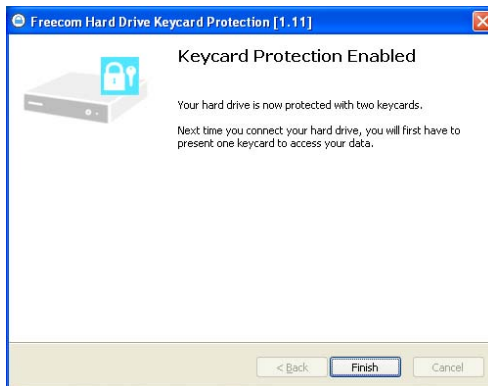 Freecom Hard Drive Keycard Protection [1.11]
Keycard Protection Enabled
Your hard drive is now protected with two keycards.
Next time you connect your hard drive, you will first have to
present one keycard to access your data.
< Back
Finish
Cancel